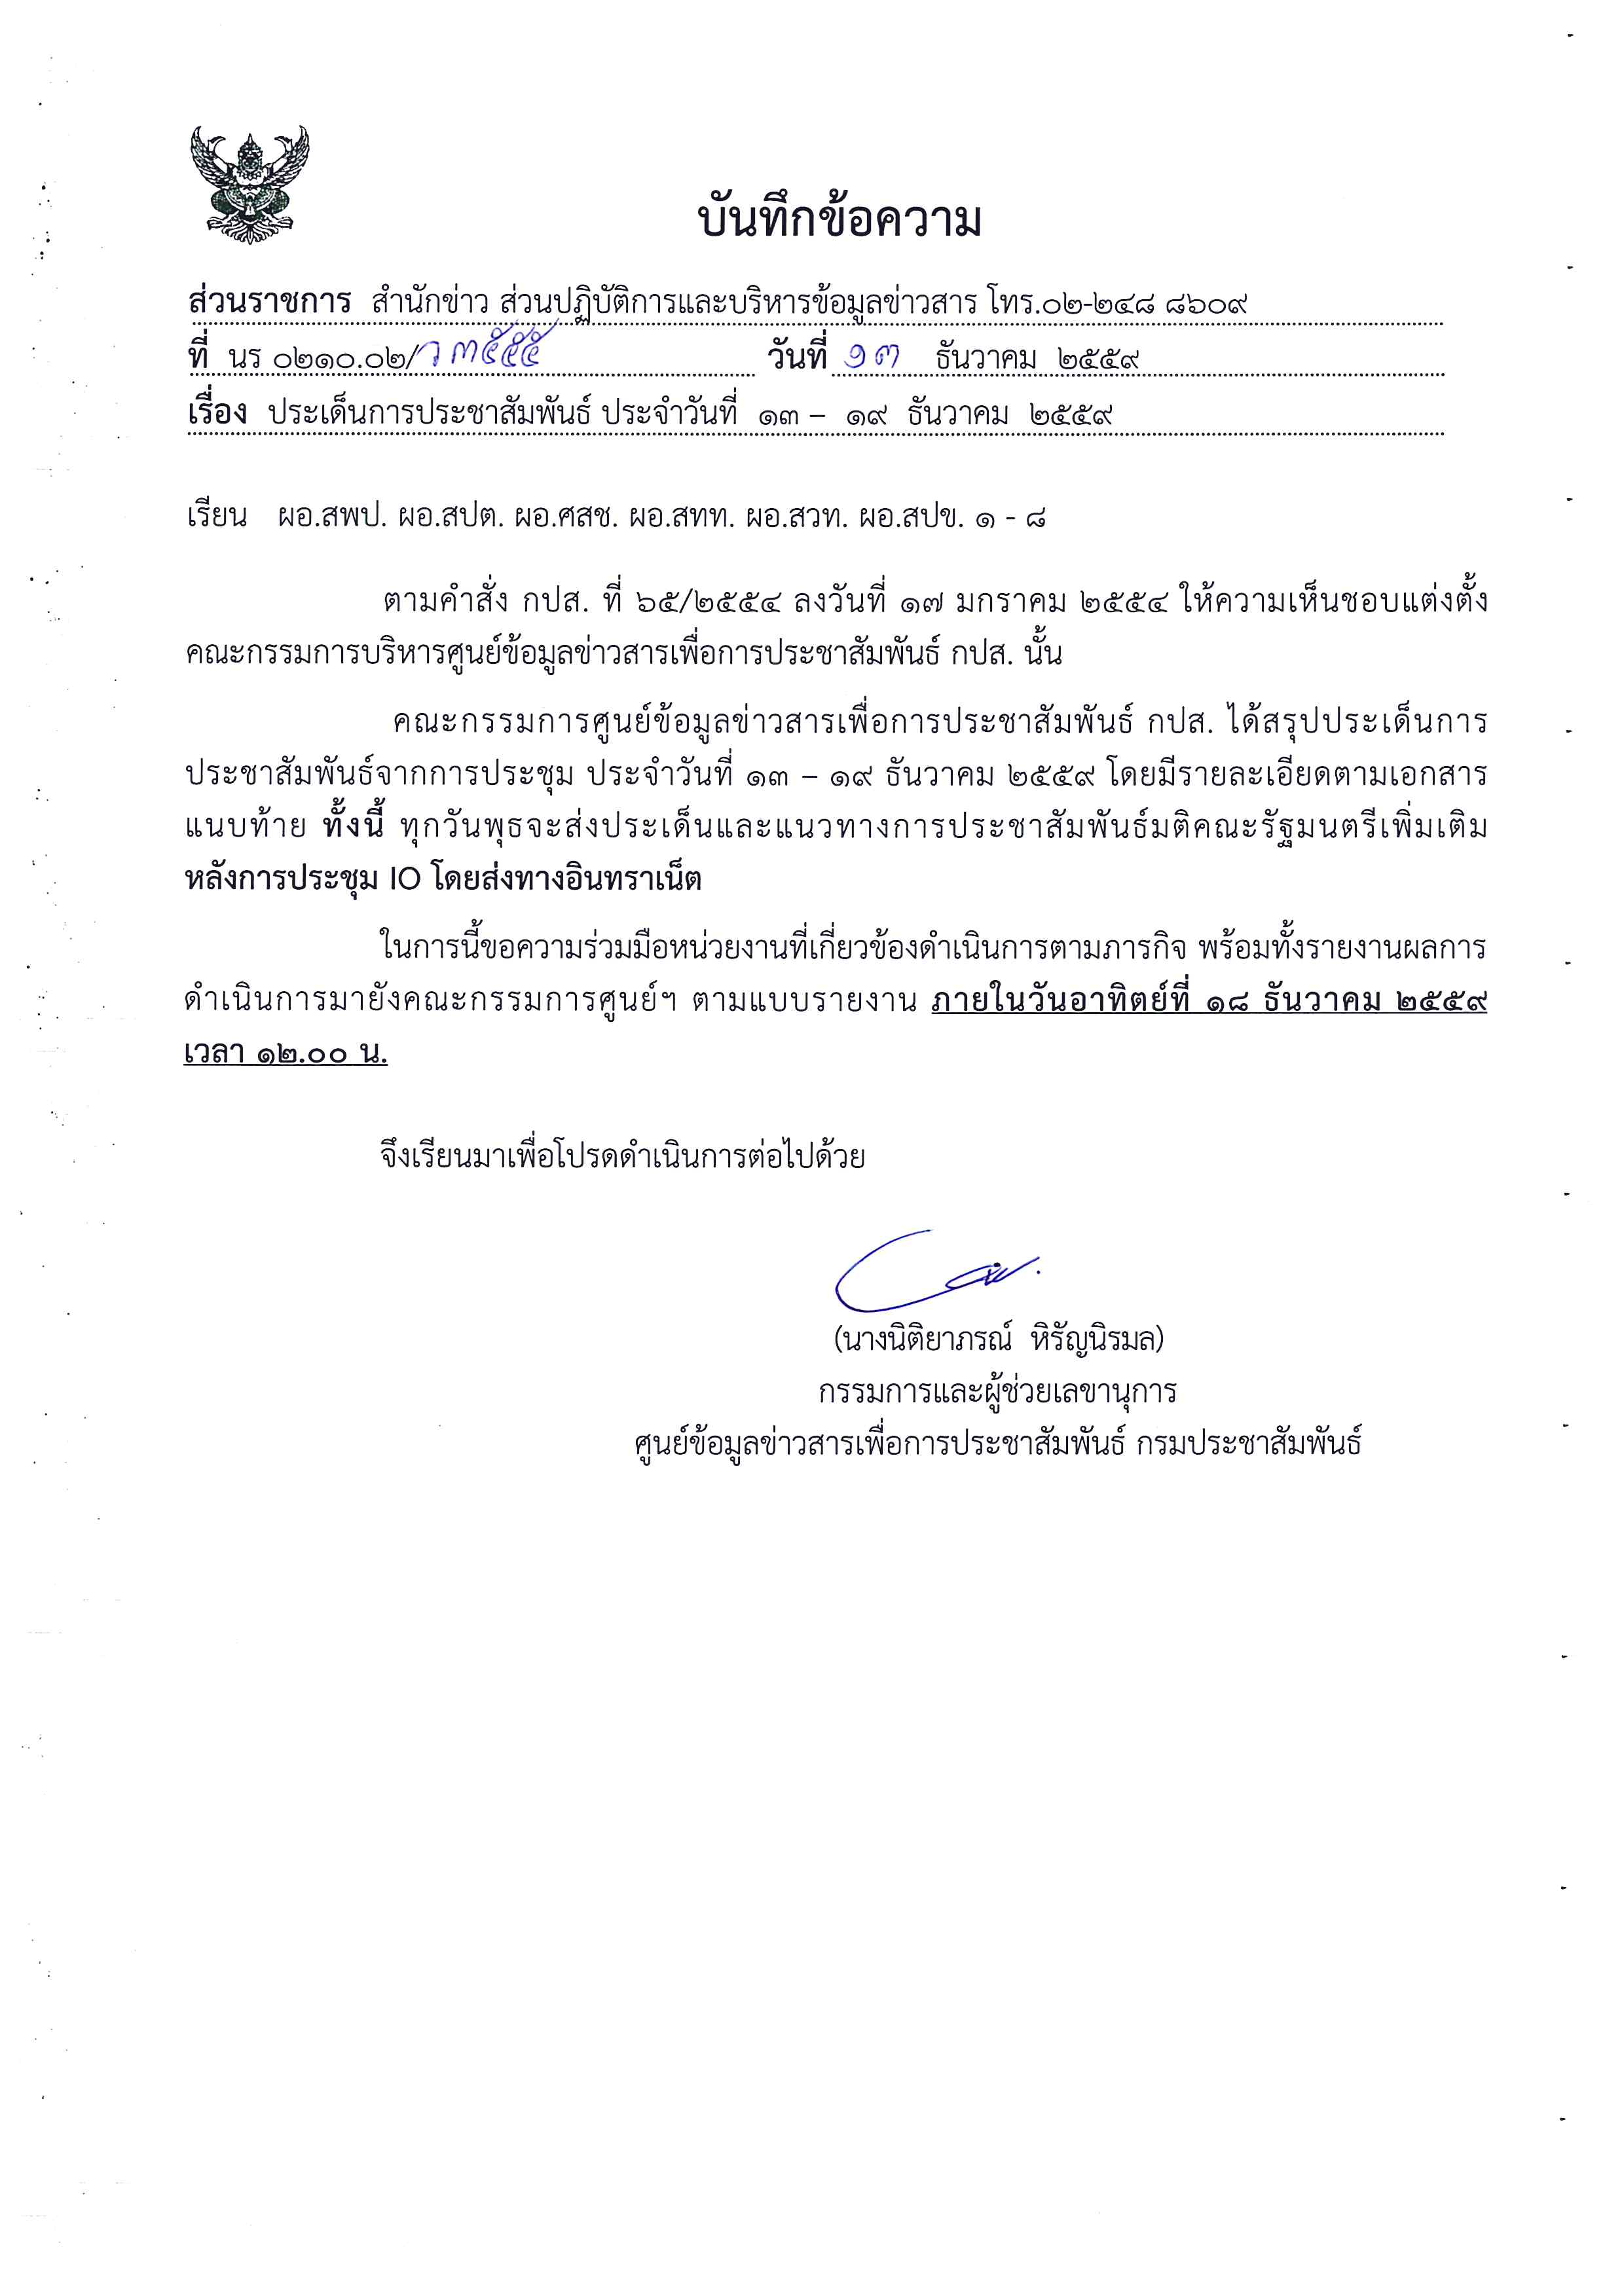 บันทึกข้อความ
ส่วนราชการ สำนักข่าว ส่วนปฏิบัติการและบริหารข้อมูลข่าวสาร โทร.๐๒-๒๔๘ ๘๖๐๙
ที่ นร ๐๒๑๐.๐๒/ว ๓๕๕๕ วันที่ ๑๓ ธันวาคม ๒๕๕๙
เรื่อง ประเด็นการประชาสัมพันธ์ ประจำวันที่ ๑๓ – ๑๙ ธันวาคม ๒๕๕๙
เรียน ผอ.สพป. ผอ.สปต. ผอ.ศสช. ผอ.สทท. ผอ.สวท. ผอ.สปข. ๑ - ๘
ตามคำสั่ง กปส. ที่ ๖๕/๒๕๕๔ ลงวันที่ ๑๗ มกราคม ๒๕๕๔ ให้ความเห็นชอบแต่งตั้ง
คณะกรรมการบริหารศูนย์ข้อมูลข่าวสารเพื่อการประชาสัมพันธ์ กปส. นั้น
คณะกรรมการศูนย์ข้อมูลข่าวสารเพื่อการประชาสัมพันธ์ กปส. ได้สรุปประเด็นการ
ประชาสัมพันธ์จากการประชุม ประจำวันที่ ๑๓ – ๑๙ ธันวาคม ๒๕๕๙ โดยมีรายละเอียดตามเอกสาร
แนบท้าย ทั้งนี้ ทุกวันพุธจะส่งประเด็นและแนวทางการประชาสัมพันธ์มติคณะรัฐมนตรีเพิ่มเติม
หลังการประชุม IO โดยส่งทางอินทราเน็ต
ในการนี้ขอความร่วมมือหน่วยงานที่เกี่ยวข้องดำเนินการตามภารกิจ พร้อมทั้งรายงานผลการ
ดำเนินการมายังคณะกรรมการศูนย์ฯ ตามแบบรายงาน ภายในวันอาทิตย์ที่ ๑๘ ธันวาคม ๒๕๕๙
เวลา ๑๒.๐๐ น.
จึงเรียนมาเพื่อโปรดดำเนินการต่อไปด้วย
(นางนิติยาภรณ์ หิรัญนิรมล)
กรรมการและผู้ช่วยเลขานุการ
ศูนย์ข้อมูลข่าวสารเพื่อการประชาสัมพันธ์ กรมประชาสัมพันธ์